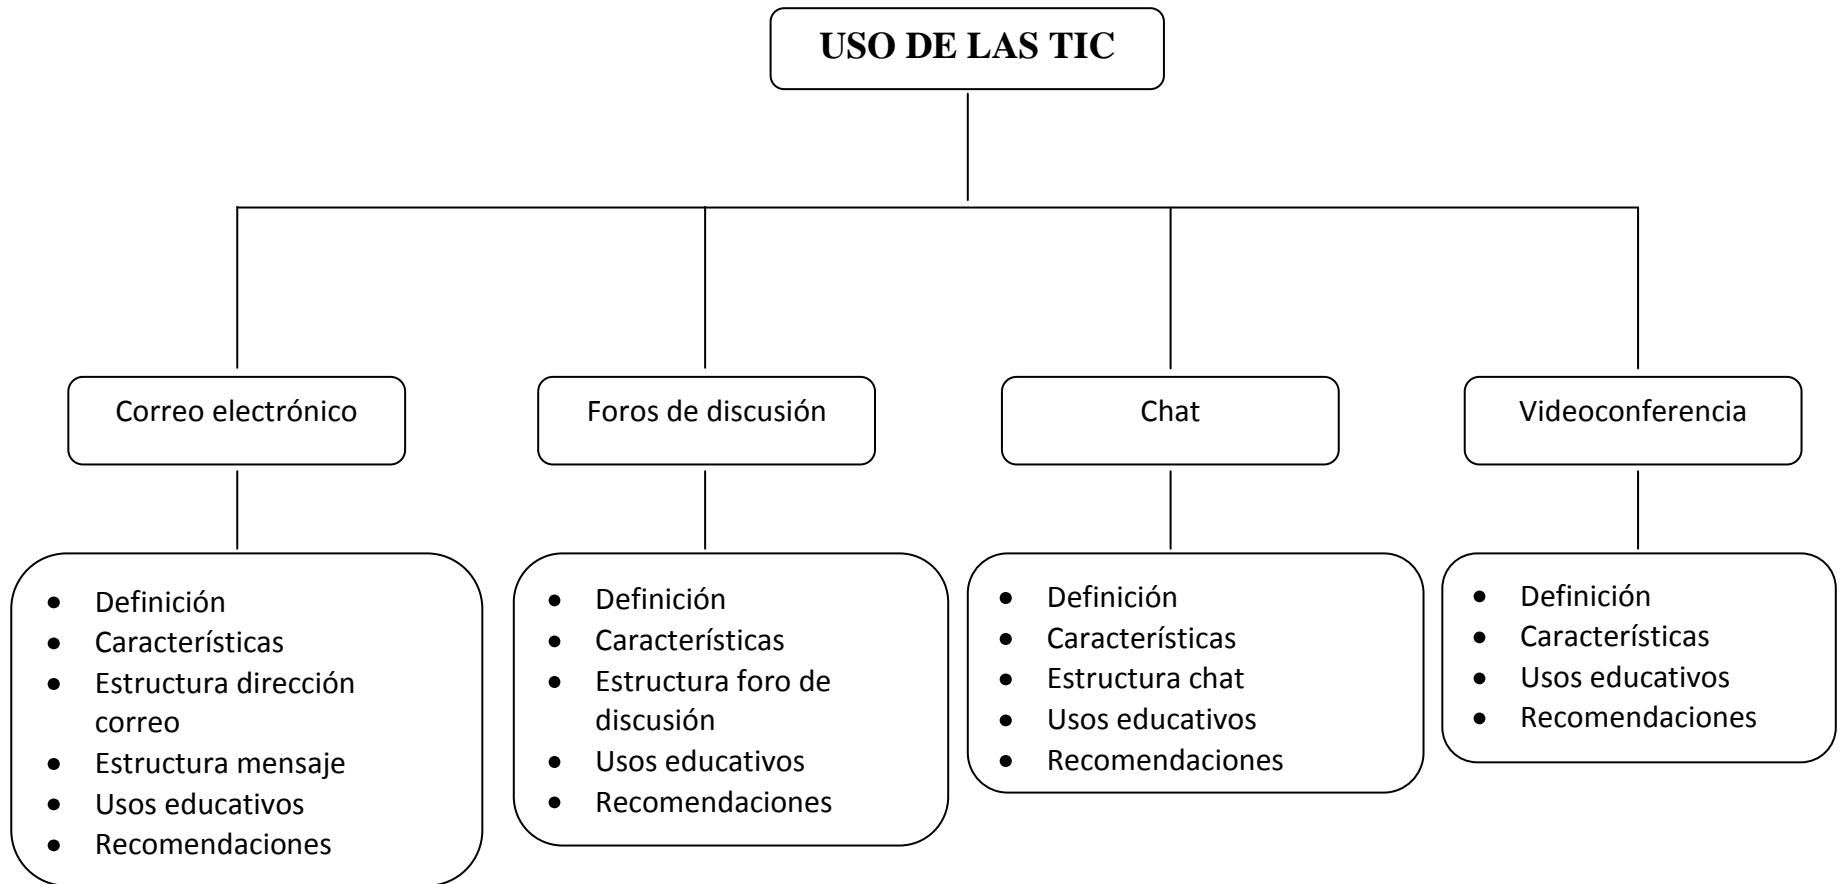 USO DE LAS TIC
Correo electrónico
Foros de discusión
Chat
Videoconferencia
• Definición
• Características
• Estructura dirección
correo
• Estructura mensaje
• Usos educativos
• Recomendaciones
• Definición
• Características
• Estructura foro de
discusión
• Usos educativos
• Recomendaciones
• Definición
• Características
• Estructura chat
• Usos educativos
• Recomendaciones
• Definición
• Características
• Usos educativos
• Recomendaciones